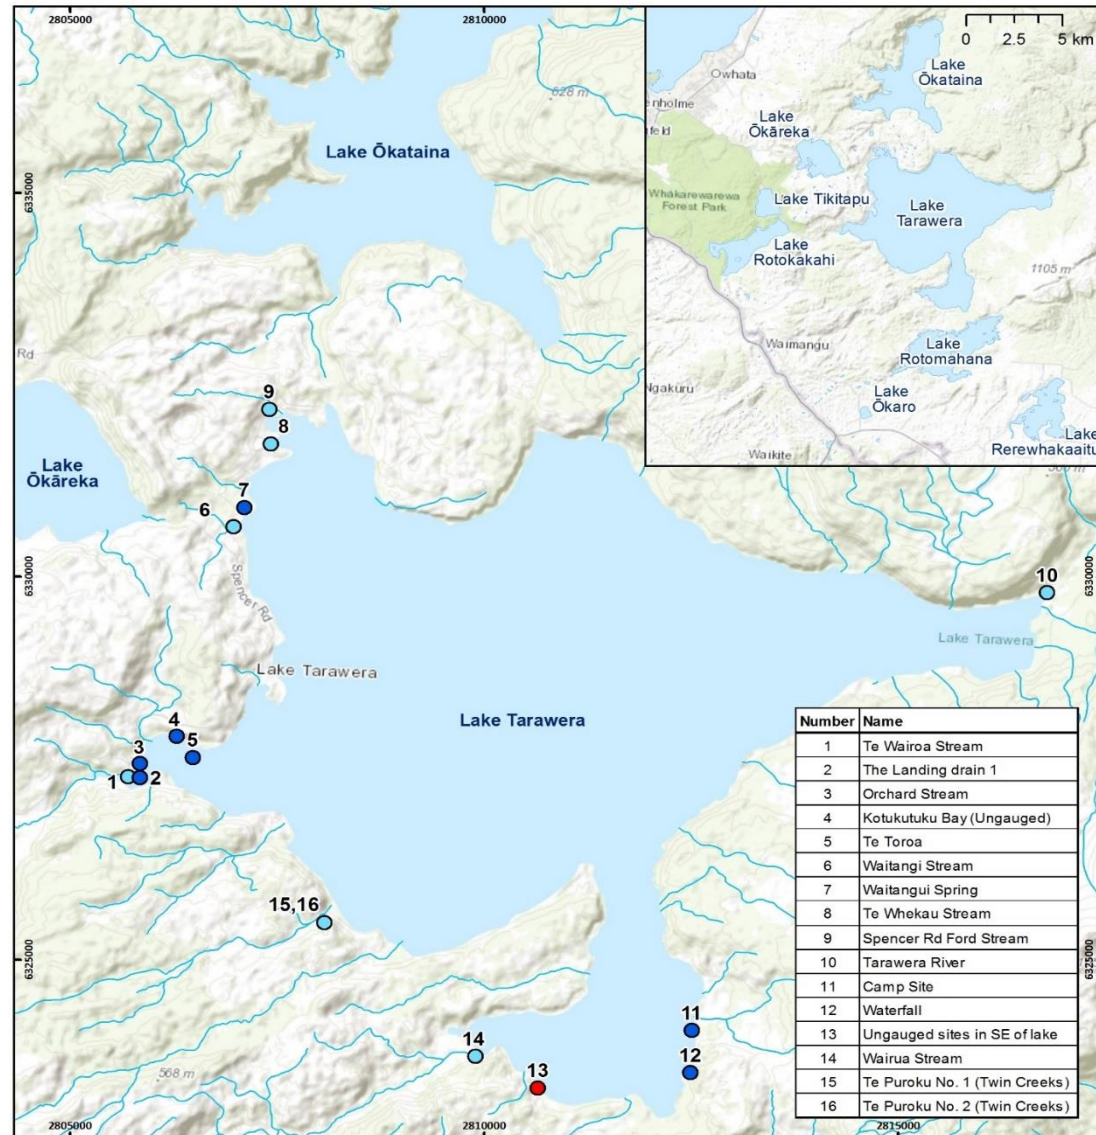 2805000
2810000
0 2.5 5 km
Owhata
enholme
feld
Lake
Ōkataina
Lake
Ōkāreka
Whakarewarewa
Forest Park
Lake Tikitapu
Lake
Tarawera
Lake
Rotokakahi
1105 m
Waimangu
Lake
Rotomahana
Ngakuru
Lake
Ōkaro
Lake
Rerewhakaaitu
Waikite
628 m
Lake Ōkataina
6335000
Rd
9
8
Lake
Ōkāreka
7
6
6330000
6330000
10
Spencer Rd
Lake Tarawera
Lake Tarawera
Lake Tarawera
4
5
3
1
2
15,16
6325000
6325000
11
14
12
13
568 m
2805000
2810000
2815000
Number Name
1 Te Wairoa Stream
2 The Landing drain 1
3 Orchard Stream
4 Kotukutuku Bay (Ungauged)
5 Te Toroa
6 Waitangi Stream
7 Waitangui Spring
8 Te Whekau Stream
9 Spencer Rd Ford Stream
10 Tarawera River
11 Camp Site
12 Waterfall
13 Ungauged sites in SE of lake
14 Wairua Stream
15 Te Puroku No. 1 (Twin Creeks)
16 Te Puroku No. 2 (Twin Creeks)